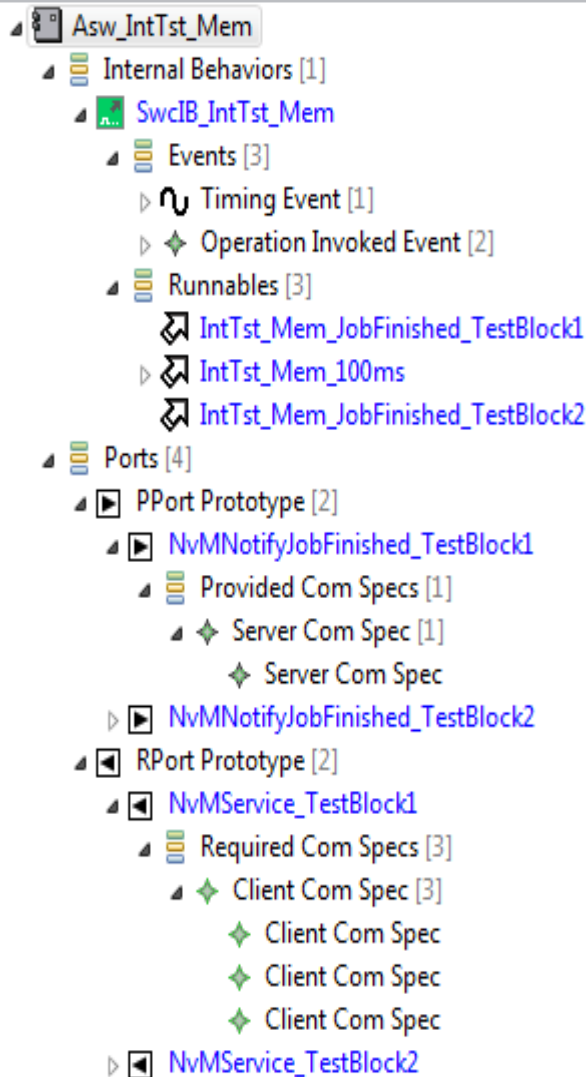 Asw_IntTst_Mem
Internal Behaviors [1]
SwcIB_IntTst_Mem
Events [3]
Timing Event [1]
Operation Invoked Event [2]
Runnables [3]
IntTst_Mem_JobFinished_TestBlock1
IntTst_Mem_100ms
IntTst_Mem_JobFinished_TestBlock2
Ports [4]
PPort Prototype [2]
NvMNotifyJobFinished_TestBlock1
Provided Com Specs [1]
Server Com Spec [1]
Server Com Spec
NvMNotifyJobFinished_TestBlock2
RPort Prototype [2]
NvMService_TestBlock1
Required Com Specs [3]
Client Com Spec [3]
Client Com Spec
Client Com Spec
Client Com Spec
NvMService_TestBlock2